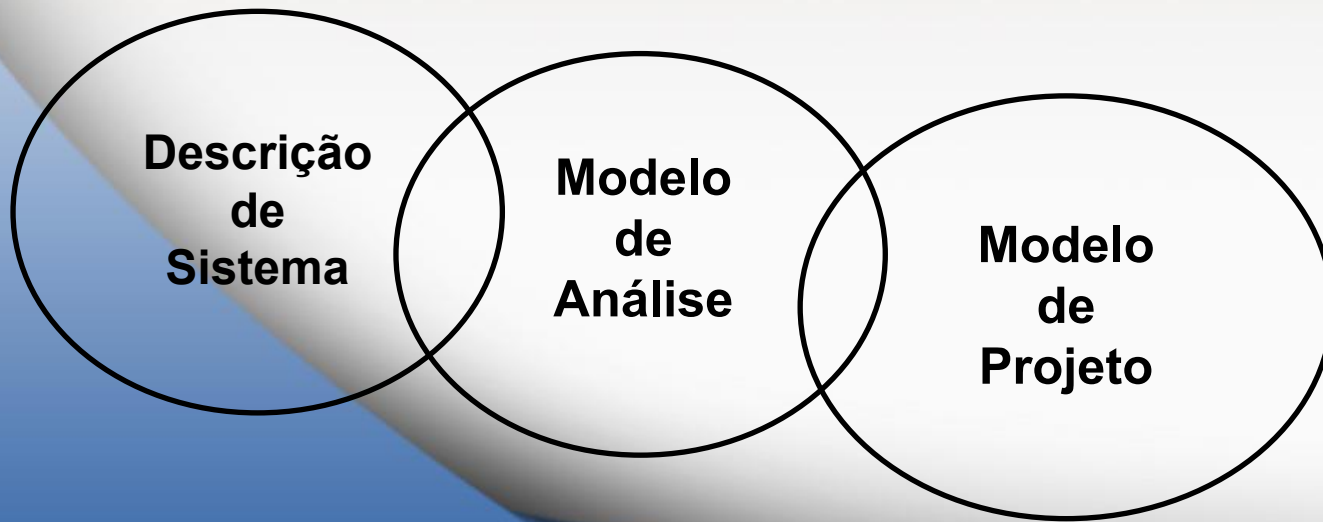 Descrição
de
Sistema
Modelo
de
Análise
Modelo
de
Projeto